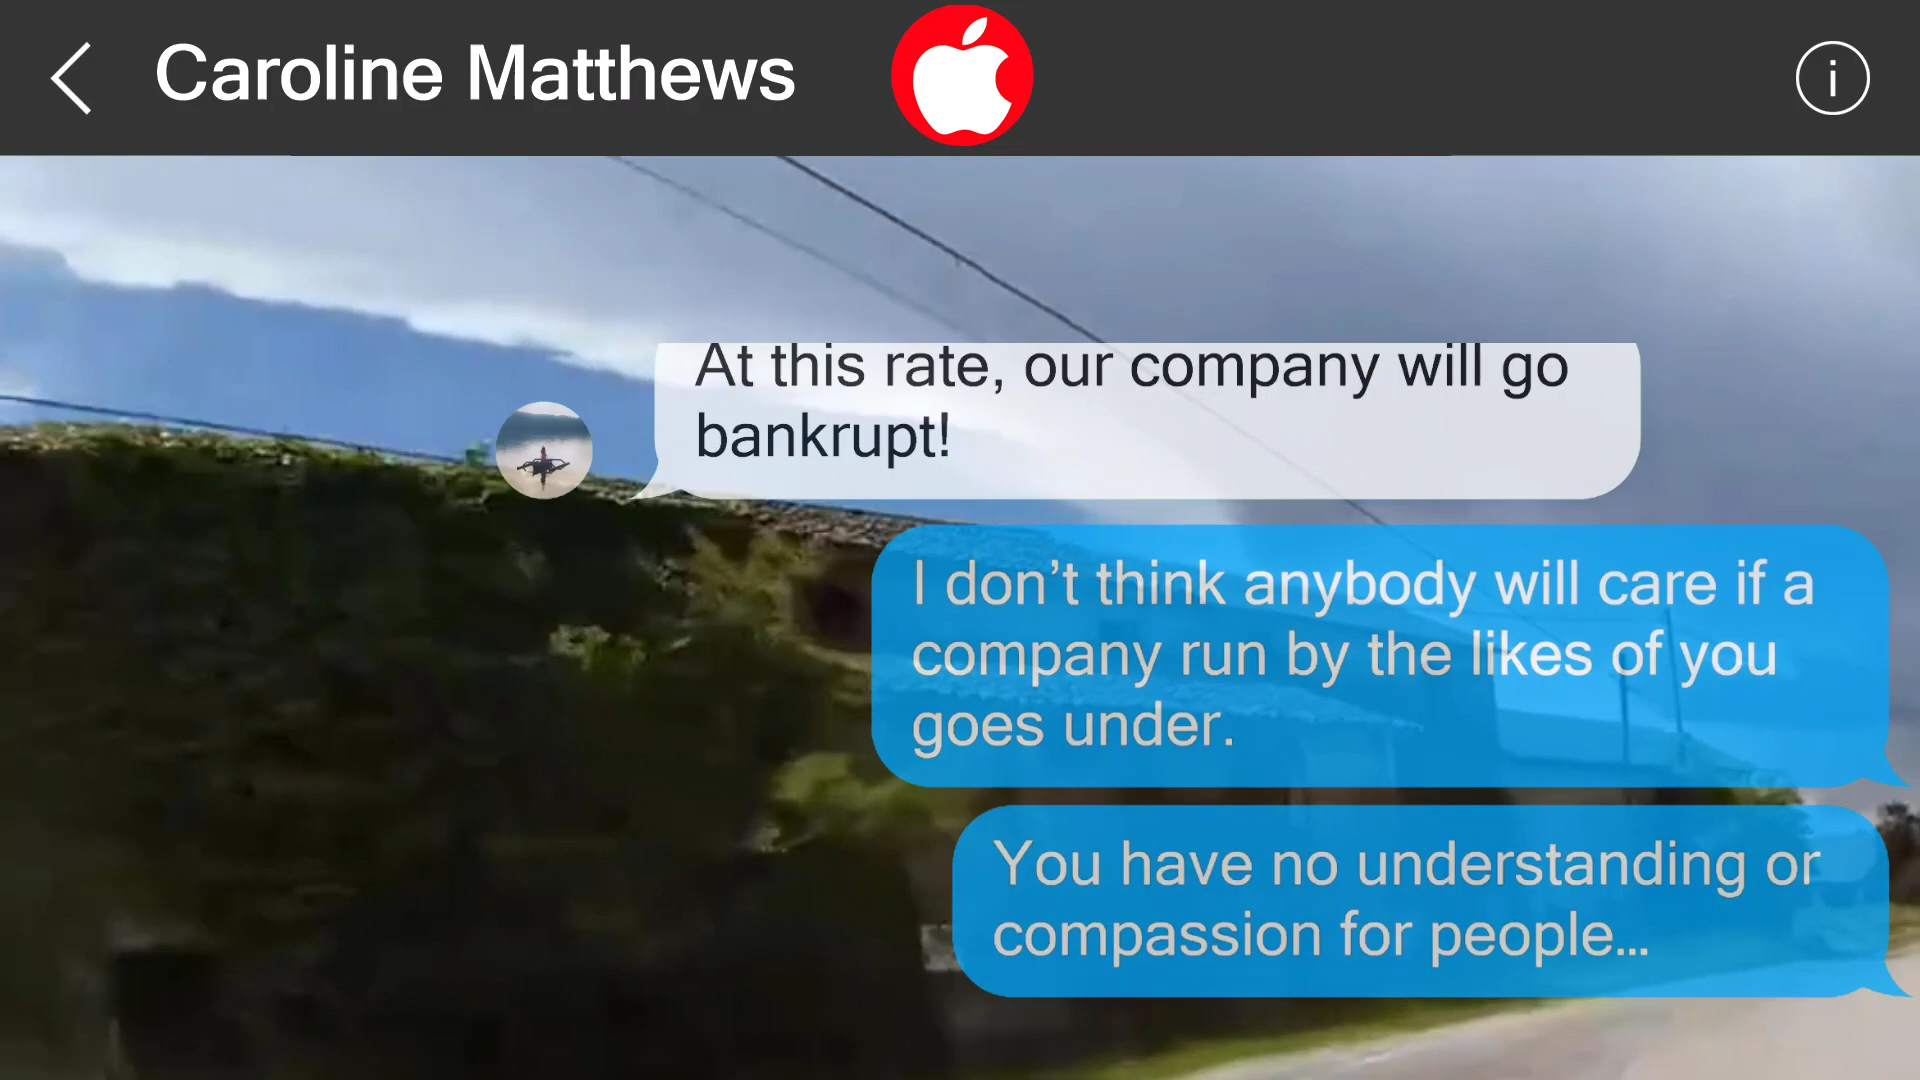 Caroline Matthews
i
At this rate, our company will go
bankrupt!
I don’t think anybody will care if a
company run by the likes of you
goes under.
You have no understanding or
compassion for people…